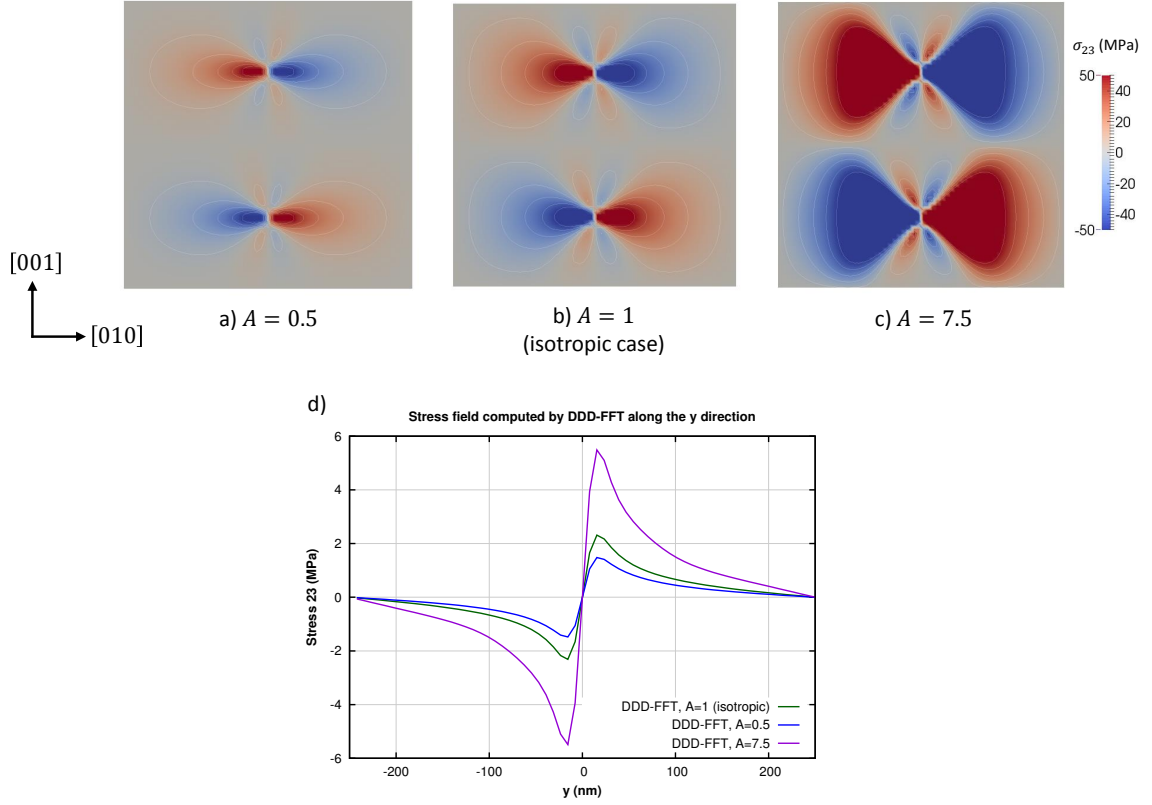 σ₂₃ (MPa)
50
40
20
0
-20
-40
-50
[001]
[010]
a) A = 0.5
b) A = 1
(isotropic case)
c) A = 7.5
d)
Stress field computed by DDD-FFT along the y direction
Stress 23 (MPa)
6
4
2
0
-2
-4
-6
DDD-FFT, A=1 (isotropic)
DDD-FFT, A=0.5
DDD-FFT, A=7.5
-200 -100 0 100 200
y (nm)